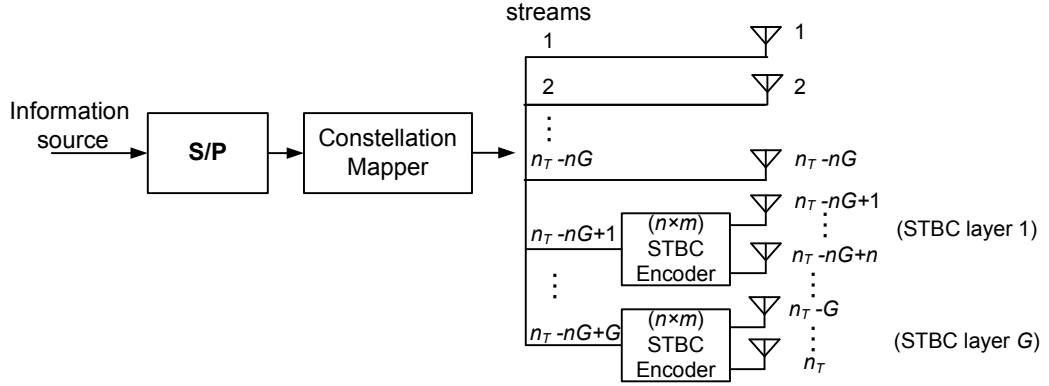 streams
1
1
2
2
Information
source
S/P
Constellation
Mapper
⋮
n_T -nG
n_T -nG
n_T -nG+1
(n×m)
STBC
Encoder
n_T -nG+1
⋮
n_T -nG+n
(STBC layer 1)
⋮
⋮
n_T -nG+G
(n×m)
STBC
Encoder
n_T -G
⋮
n_T
(STBC layer G)